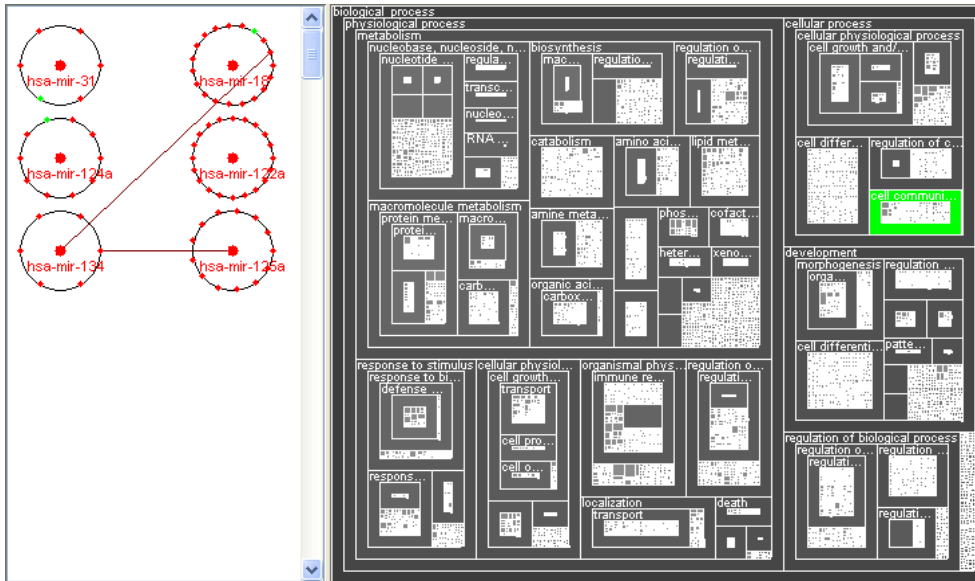 hsa-mir-31
hsa-mir-18
hsa-mir-124a
hsa-mir-122a
hsa-mir-134
hsa-mir-125a
biological process
physiological process
metabolism
nucleobase, nucleoside, n...
nucleotide ...
regula...
transc...
nucleo...
RNA ...
biosynthesis
mac...
regulatio...
regulation o...
regulati...
catabolism
amino aci...
lipid met...
macromolecule metabolism
protein me...
protei...
macro...
carb...
amine meta...
organic aci...
carbox...
phos...
cofact...
heter...
xeno...
response to stimulus
response to bi...
defense ...
respons...
cellular physiol...
cell growth...
transport
cell pro...
cell o...
organismal phys...
immune re...
regulation o...
regulati...
localization
transport
death
cellular process
cellular physiological process
cell growth and/...
cell differ...
regulation of c...
cell communi...
development
morphogenesis
orga...
regulation ...
cell differenti...
patte...
regulation of biological process
regulation o...
regulati...
regulation ...
regulati...